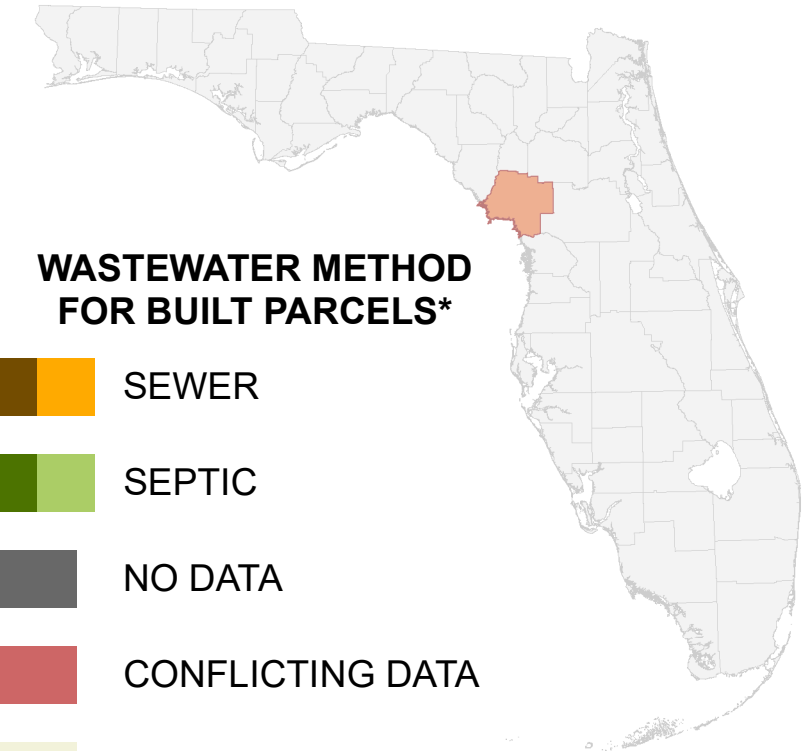 WASTEWATER METHOD
FOR BUILT PARCELS*
SEWER
SEPTIC
NO DATA
CONFLICTING DATA